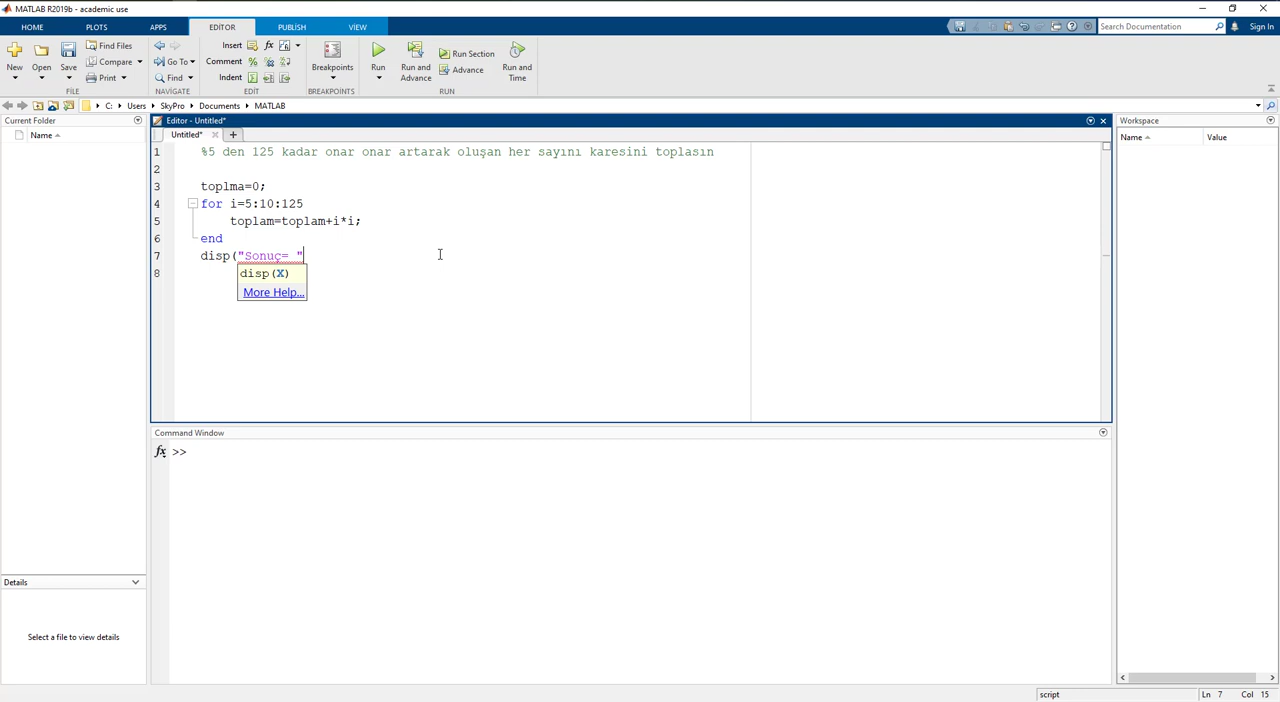 MATLAB R2019b - academic use
HOME PLOTS APPS EDITOR PUBLISH VIEW Search Documentation Sign In
New Open Save Find Files Compare Print Go To Find Insert fx Comment % Indent Breakpoints Run Run and Advance Run Section Advance Run and Time
FILE NAVIGATE EDIT BREAKPOINTS RUN
C: Users SkyPro Documents MATLAB
Current Folder Editor - Untitled* Workspace
Name Untitled* + Name Value
1 %5 den 125 kadar onar onar artarak oluşan her sayını karesini toplasın
2
3 toplma=0;
4 for i=5:10:125
5 toplam=toplam+i*i;
6 end
7 disp("Sonuç= "
8 disp(X)
More Help...
Command Window
fx >>
Details
Select a file to view details
script Ln 7 Col 15